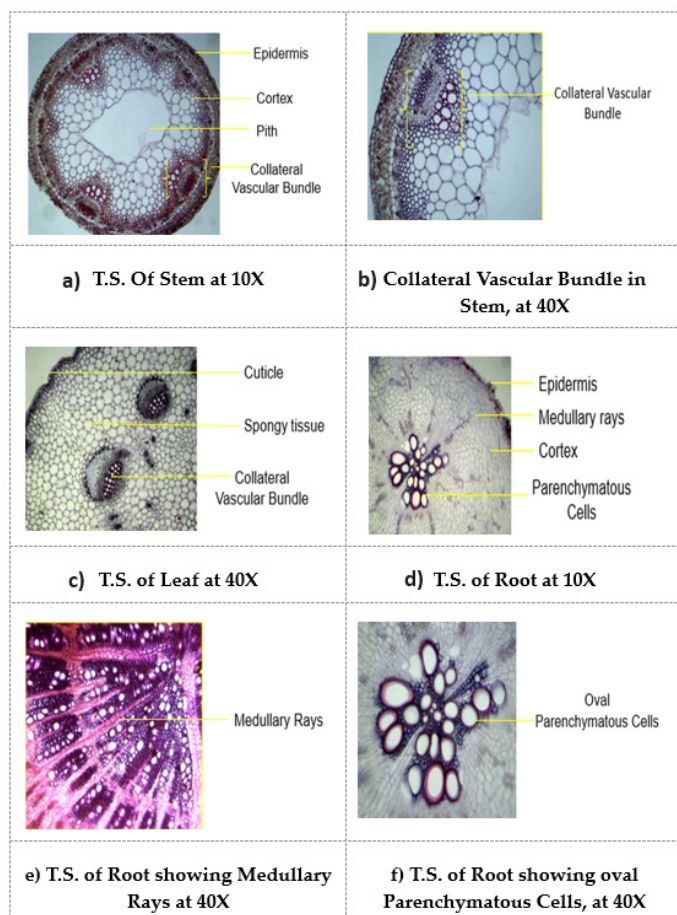 Epidermis
Cortex
Pith
Collateral
Vascular Bundle
a) T.S. Of Stem at 10X
Collateral Vascular
Bundle
b) Collateral Vascular Bundle in
Stem, at 40X
Cuticle
Spongy tissue
Collateral
Vascular Bundle
c) T.S. of Leaf at 40X
Epidermis
Medullary rays
Cortex
Parenchymatous
Cells
d) T.S. of Root at 10X
Medullary Rays
e) T.S. of Root showing Medullary
Rays at 40X
Oval
Parenchymatous Cells
f) T.S. of Root showing oval
Parenchymatous Cells, at 40X